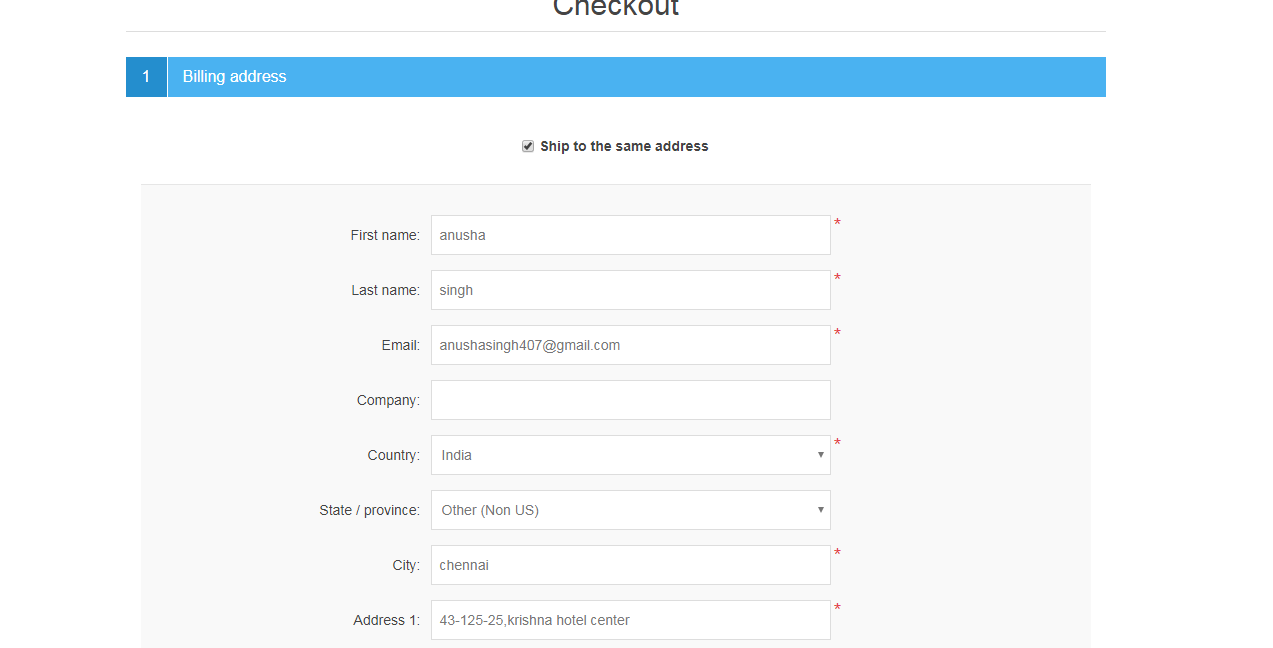 Checkout
1 Billing address
Ship to the same address
First name: anusha *
Last name: singh *
Email: anushasingh407@gmail.com *
Company:
Country: India *
State / province: Other (Non US)
City: chennai *
Address 1: 43-125-25,krishna hotel center *